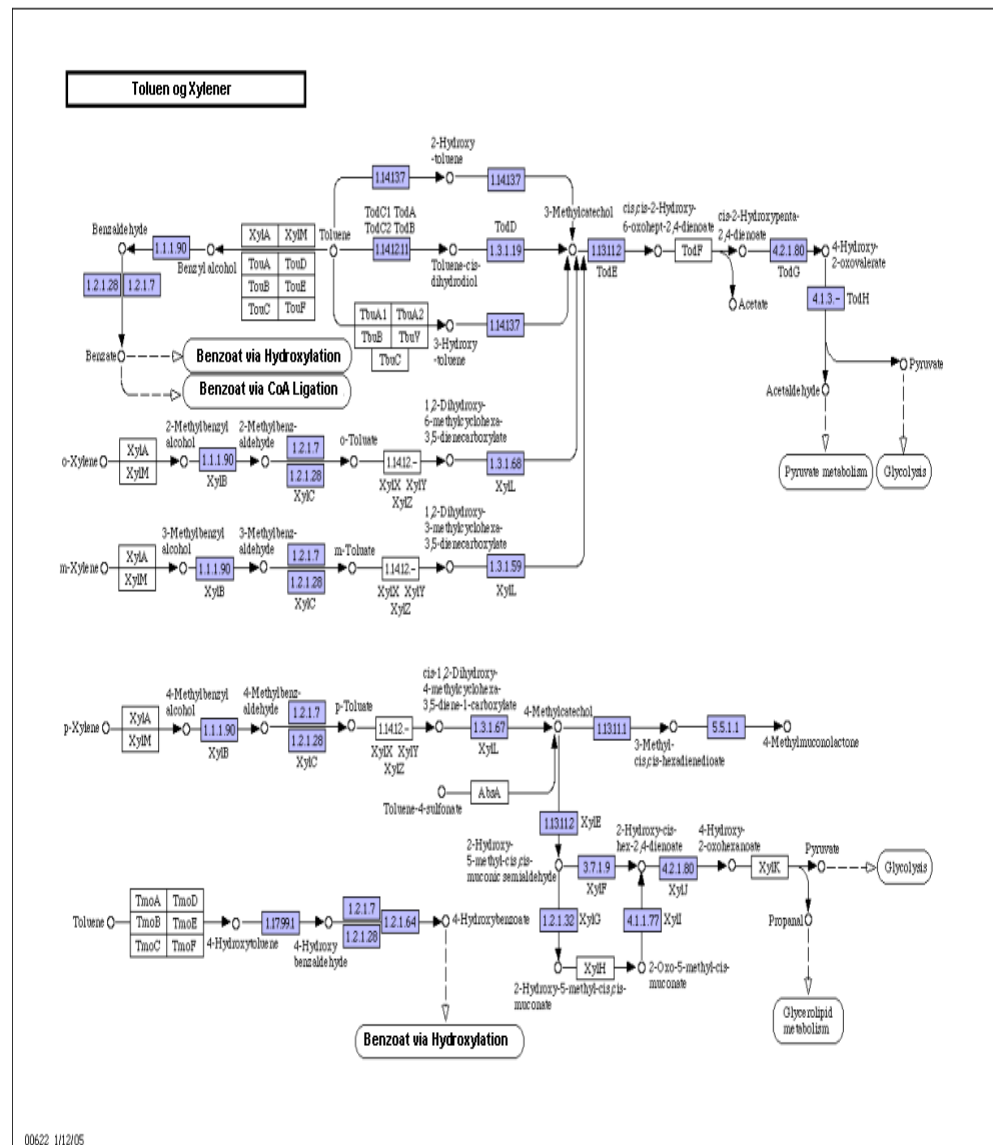 Toluen og Xylener
2-Hydroxy
-toluene
1.14.13.7
1.14.13.7
TodC1 TodA
TodC2 TodB
TodD
3-Methylcatechol
cis,cis-2-Hydroxy-
6-oxohept-2,4-dienoate
cis-2-Hydroxypenta-
2,4-dienoate
Benzaldehyde
1.1.1.90
Benzyl alcohol
XylA
XylM
TouA
TouD
TouB
TouE
TouC
TouF
Toluene
1.14.12.11
Toluene-cis-
dihydrodiol
1.3.1.19
1.13.11.2
TodE
TodF
4.2.1.80
TodG
4-Hydroxy-
2-oxovalerate
1.2.1.28
1.2.1.7
Acetate
4.1.3.-
TodH
TbuA1
TbuA2
TbuB
TbuV
TbuC
3-Hydroxy
-toluene
1.14.13.7
Benzate
Benzoat via Hydroxylation
Benzoat via CoA Ligation
Acetaldehyde
Pyruvate
Pyruvate metabolism
Glycolysis
o-Xylene
XylA
XylM
2-Methylbenzyl
alcohol
1.1.1.90
XylB
2-Methylbenz-
aldehyde
1.2.1.7
1.2.1.28
XylC
o-Toluate
1.14.12.-
XylX XylY
XylZ
1,2-Dihydroxy-
6-methylcyclohexa-
3,5-dienecarboxylate
1.3.1.68
XylL
m-Xylene
XylA
XylM
3-Methylbenzyl
alcohol
1.1.1.90
XylB
3-Methylbenz-
aldehyde
1.2.1.7
1.2.1.28
XylC
m-Toluate
1.14.12.-
XylX XylY
XylZ
1,2-Dihydroxy-
3-methylcyclohexa-
3,5-dienecarboxylate
1.3.1.59
XylL
p-Xylene
XylA
XylM
4-Methylbenzyl
alcohol
1.1.1.90
XylB
4-Methylbenz-
aldehyde
1.2.1.7
1.2.1.28
XylC
p-Toluate
1.14.12.-
XylX XylY
XylZ
cis-1,2-Dihydroxy-
4-methylcyclohexa-
3,5-diene-1-carboxylate
1.3.1.67
XylL
4-Methylcatechol
1.13.11.1
3-Methyl-
cis,cis-hexadienedioate
5.5.1.1
4-Methylmuconolactone
Toluene-4-sulfonate
AbsA
1.13.11.2
XylE
2-Hydroxy-
5-methyl-cis,cis-
muconic semialdehyde
3.7.1.9
XylF
2-Hydroxy-cis-
hex-2,4-dienoate
4.2.1.80
XylJ
4-Hydroxy-
2-oxohexanoate
XylK
Pyruvate
Glycolysis
Propanal
Glycerolipid
metabolism
1.2.1.32
XylG
4.1.1.77
XylI
XylH
2-Hydroxy-5-methyl-cis,cis-
muconate
2-Oxo-5-methyl-cis-
muconate
Toluene
TmoA
TmoD
TmoB
TmoE
TmoC
TmoF
4-Hydroxytoluene
1.17.99.1
4-Hydroxy
benzaldehyde
1.2.1.7
1.2.1.28
1.2.1.64
4-Hydroxybenzoate
Benzoat via Hydroxylation
00622 1/12/05